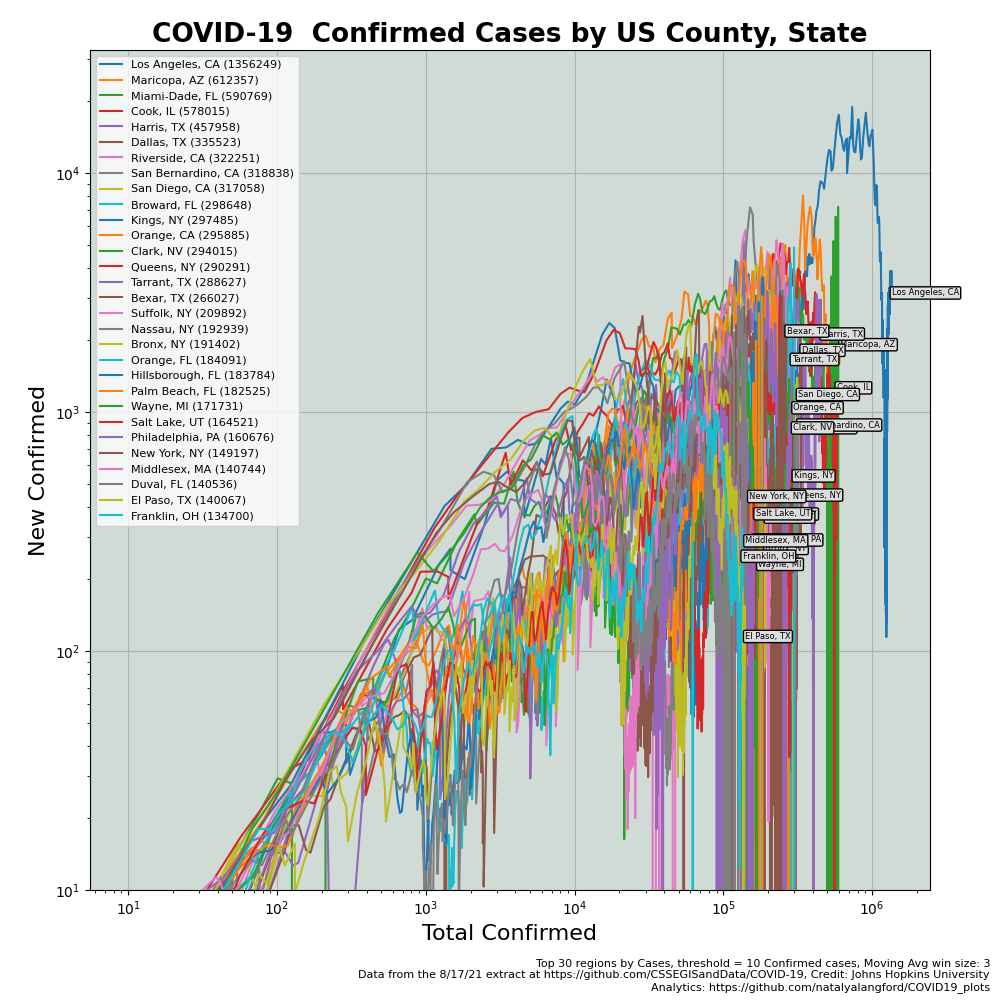 COVID-19  Confirmed Cases by US County, State
Los Angeles, CA (1356249)
Maricopa, AZ (612357)
Miami-Dade, FL (590769)
Cook, IL (578015)
Harris, TX (457958)
Dallas, TX (335523)
Riverside, CA (322251)
San Bernardino, CA (318838)
San Diego, CA (317058)
Broward, FL (298648)
Kings, NY (297485)
Orange, CA (295885)
Clark, NV (294015)
Queens, NY (290291)
Tarrant, TX (288627)
Bexar, TX (266027)
Suffolk, NY (209892)
Nassau, NY (192939)
Bronx, NY (191402)
Orange, FL (184091)
Hillsborough, FL (183784)
Palm Beach, FL (182525)
Wayne, MI (171731)
Salt Lake, UT (164521)
Philadelphia, PA (160676)
New York, NY (149197)
Middlesex, MA (140744)
Duval, FL (140536)
El Paso, TX (140067)
Franklin, OH (134700)
10^4
10^3
10^2
10^1
New Confirmed
Los Angeles, CA
Bexar, TX
arris, TX
Dallas, TX
aricopa, AZ
Tarrant, TX
Cook, IL
San Diego, CA
Orange, CA
Clark, NV
ardino, CA
Kings, NY
New York, NY
eens, NY
Salt Lake, UT
Middlesex, MA
PA
Franklin, OH
Wayne, MI
El Paso, TX
10^1
10^2
10^3
10^4
10^5
10^6
Total Confirmed
Top 30 regions by Cases, threshold = 10 Confirmed cases, Moving Avg win size: 3
Data from the 8/17/21 extract at https://github.com/CSSEGISandData/COVID-19, Credit: Johns Hopkins University
Analytics: https://github.com/natalyalangford/COVID19_plots